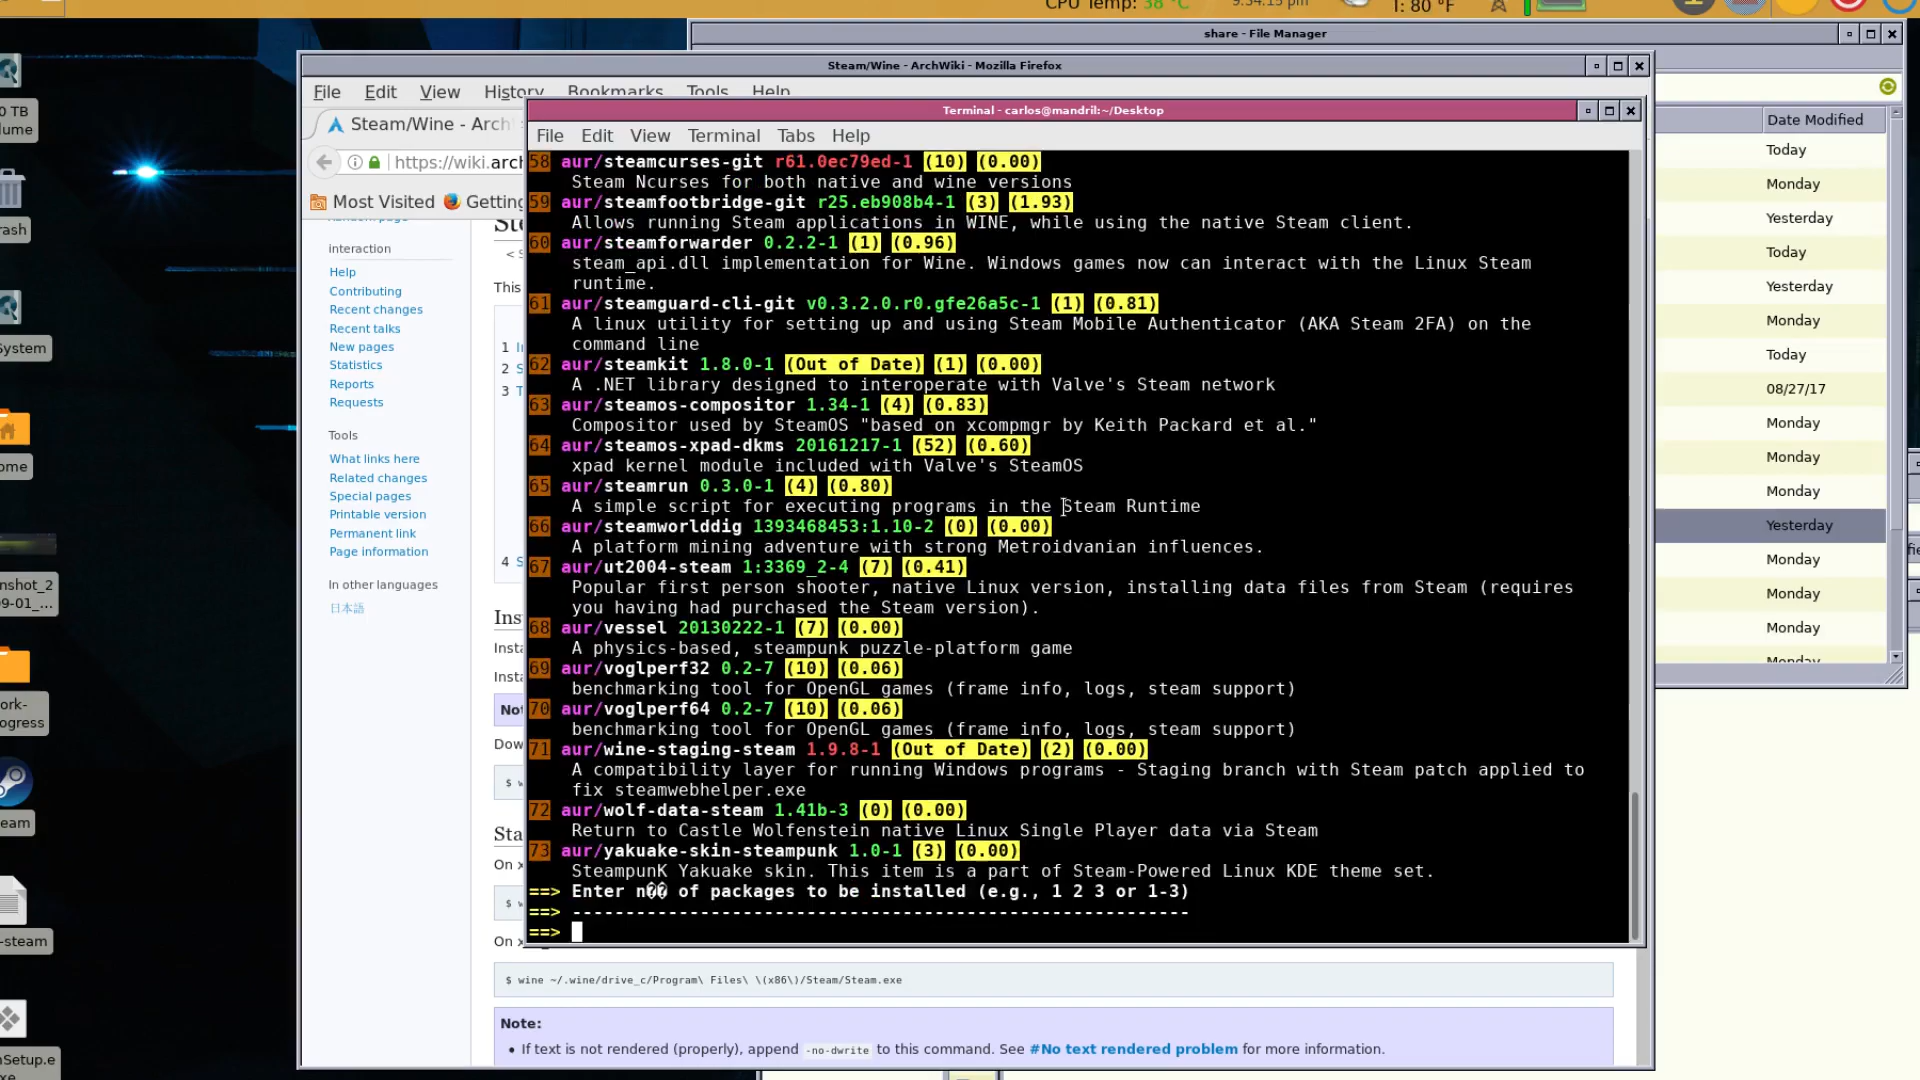 CPU Temp: 38 °C
9:34:15 pm
T: 80 °F
share - File Manager
Steam/Wine - ArchWiki - Mozilla Firefox
File Edit View History Bookmarks Tools Help
Steam/Wine - Arch
https://wiki.arc
Most Visited
Getting
interaction
Help
Contributing
Recent changes
Recent talks
New pages
Statistics
Reports
Requests
Tools
What links here
Related changes
Special pages
Printable version
Permanent link
Page information
In other languages
日本語
Terminal - carlos@mandril:~/Desktop
File Edit View Terminal Tabs Help
58 aur/steamcurses-git r61.0ec79ed-1 (10) (0.00)
Steam Ncurses for both native and wine versions
59 aur/steamfootbridge-git r25.eb908b4-1 (3) (1.93)
Allows running Steam applications in WINE, while using the native Steam client.
60 aur/steamforwarder 0.2.2-1 (1) (0.96)
steam_api.dll implementation for Wine. Windows games now can interact with the Linux Steam
runtime.
61 aur/steamguard-cli-git v0.3.2.0.r0.gfe26a5c-1 (1) (0.81)
A linux utility for setting up and using Steam Mobile Authenticator (AKA Steam 2FA) on the
command line
62 aur/steamkit 1.8.0-1 (Out of Date) (1) (0.00)
A .NET library designed to interoperate with Valve's Steam network
63 aur/steamos-compositor 1.34-1 (4) (0.83)
Compositor used by SteamOS "based on xcompmgr by Keith Packard et al."
64 aur/steamos-xpad-dkms 20161217-1 (52) (0.60)
xpad kernel module included with Valve's SteamOS
65 aur/steamrun 0.3.0-1 (4) (0.80)
A simple script for executing programs in the Steam Runtime
66 aur/steamworlddig 1393468453:1.10-2 (0) (0.00)
A platform mining adventure with strong Metroidvanian influences.
67 aur/ut2004-steam 1:3369_2-4 (7) (0.41)
Popular first person shooter, native Linux version, installing data files from Steam (requires
you having had purchased the Steam version).
68 aur/vessel 20130222-1 (7) (0.00)
A physics-based, steampunk puzzle-platform game
69 aur/voglperf32 0.2-7 (10) (0.06)
benchmarking tool for OpenGL games (frame info, logs, steam support)
70 aur/voglperf64 0.2-7 (10) (0.06)
benchmarking tool for OpenGL games (frame info, logs, steam support)
71 aur/wine-staging-steam 1.9.8-1 (Out of Date) (2) (0.00)
A compatibility layer for running Windows programs - Staging branch with Steam patch applied to
fix steamwebhelper.exe
72 aur/wolf-data-steam 1.41b-3 (0) (0.00)
Return to Castle Wolfenstein native Linux Single Player data via Steam
73 aur/yakuake-skin-steampunk 1.0-1 (3) (0.00)
SteampunK Yakuake skin. This item is a part of Steam-Powered Linux KDE theme set.
==> Enter n�� of packages to be installed (e.g., 1 2 3 or 1-3)
==> ----------------------------------------------------------
==>
$ wine ~/.wine/drive_c/Program\ Files\ \(x86\)/Steam/Steam.exe
Note:
• If text is not rendered (properly), append -no-dwrite to this command. See #No text rendered problem for more information.
Date Modified
Today
Monday
Yesterday
Today
Yesterday
Monday
Today
08/27/17
Monday
Monday
Monday
Yesterday
Monday
Monday
Monday
Monday